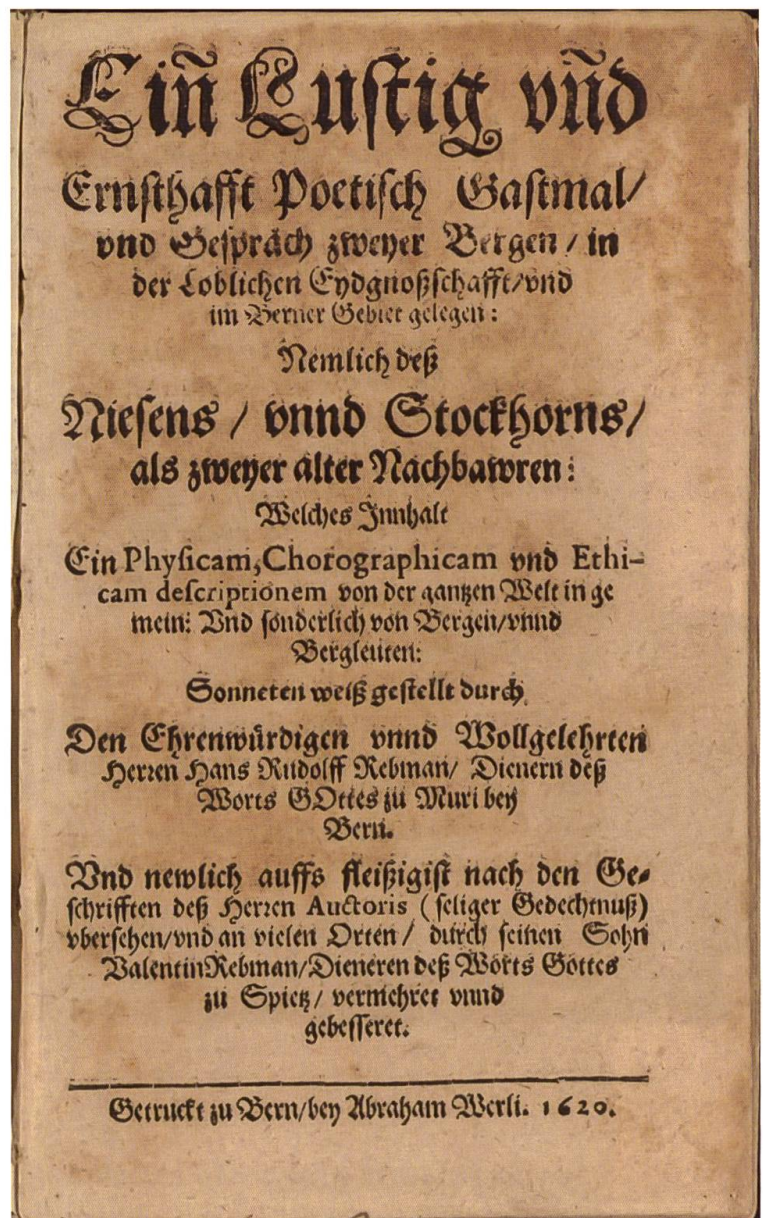 Eiñ Lustig vñd
Ernsthafft Poetisch Gastmal/
vnd Gespräch zweyer Bergen / in
der Loblichen Eydgnoßschafft/vnd
im Berner Gebiet gelegen :
Nemlich deß
Niesens / vnnd Stockhorns/
als zweyer alter Nachbawren :
Welches Innhalt
Ein Physicam, Chorographicam vnd Ethi-
cam descriptionem von der gantzen Welt in ge
mein: Vnd sonderlich von Bergen/vnnd
Bergleuten:
Sonneten weiß gestellt durch
Den Ehrenwürdigen vnnd Wollgelehrten
Herren Hans Rudolff Rebman/ Dienern deß
Worts GOttes zu Muri bey
Bern.
Vnd newlich auffs fleißigist nach den Ge-
schrifften deß Herren Auctoris (seliger Gedechtnuß)
vbersehen/vnd an vielen Orten / durch seinen Sohn
Valentin Rebman/Dieneren deß Worts Gottes
zu Spietz/ vermehret vnnd
gebesseret.
Getruckt zu Bern/bey Abraham Werli. 1620.